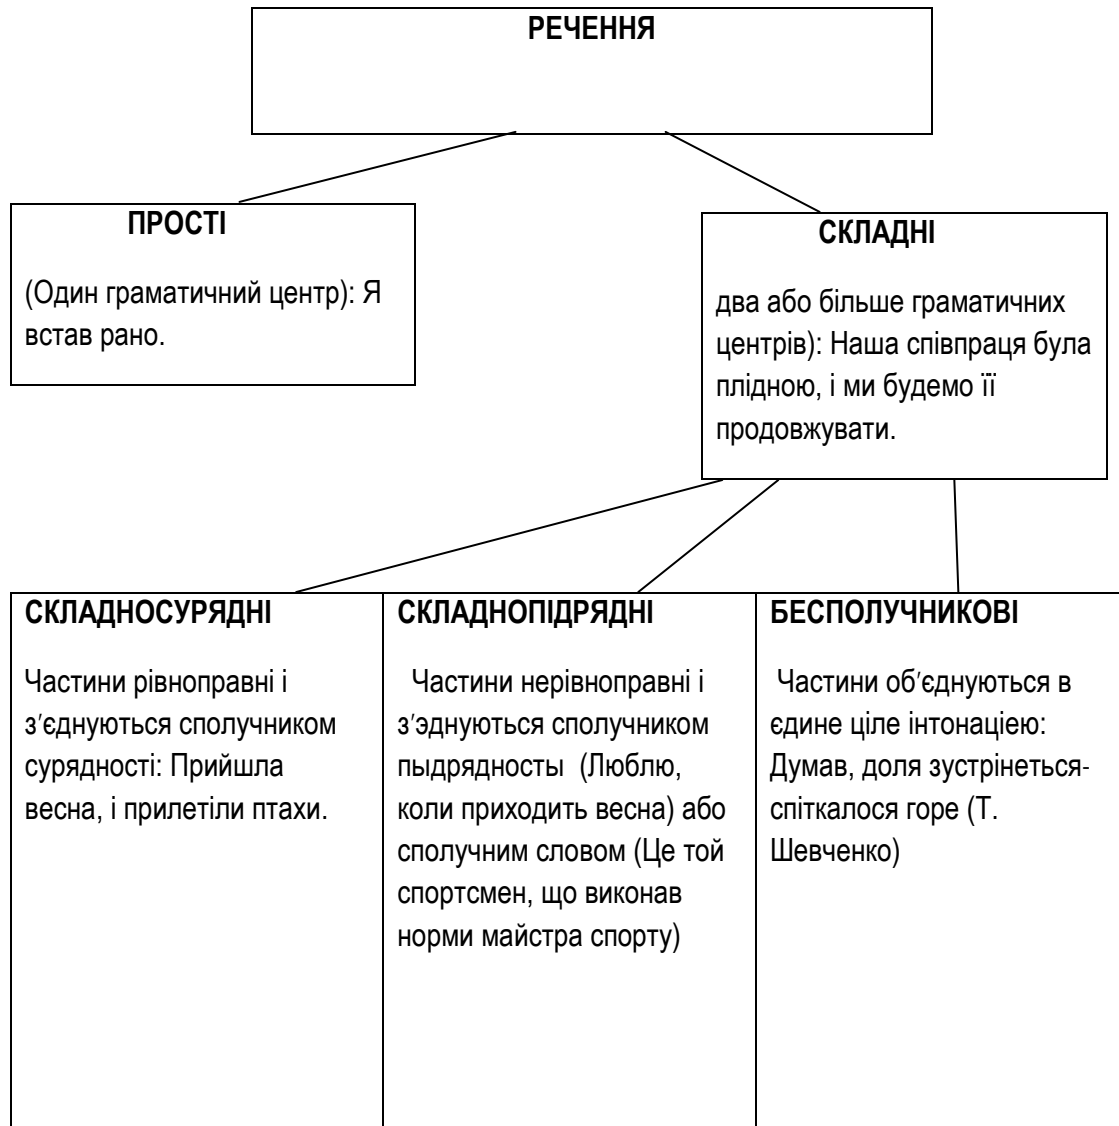 РЕЧЕННЯ
ПРОСТІ
(Один граматичний центр): Я
встав рано.
СКЛАДНІ
два або більше граматичних
центрів): Наша співпраця була
плідною, і ми будемо її
продовжувати.
СКЛАДНОСУРЯДНІ
Частини рівноправні і
з′єднуються сполучником
сурядності: Прийшла
весна, і прилетіли птахи.
СКЛАДНОПІДРЯДНІ
Частини нерівноправні і
з′эднуються сполучником
пыдрядносты (Люблю,
коли приходить весна) або
сполучним словом (Це той
спортсмен, що виконав
норми майстра спорту)
БЕСПОЛУЧНИКОВІ
Частини об′єднуються в
єдине ціле інтонацією:
Думав, доля зустрінеться-
спіткалося горе (Т.
Шевченко)